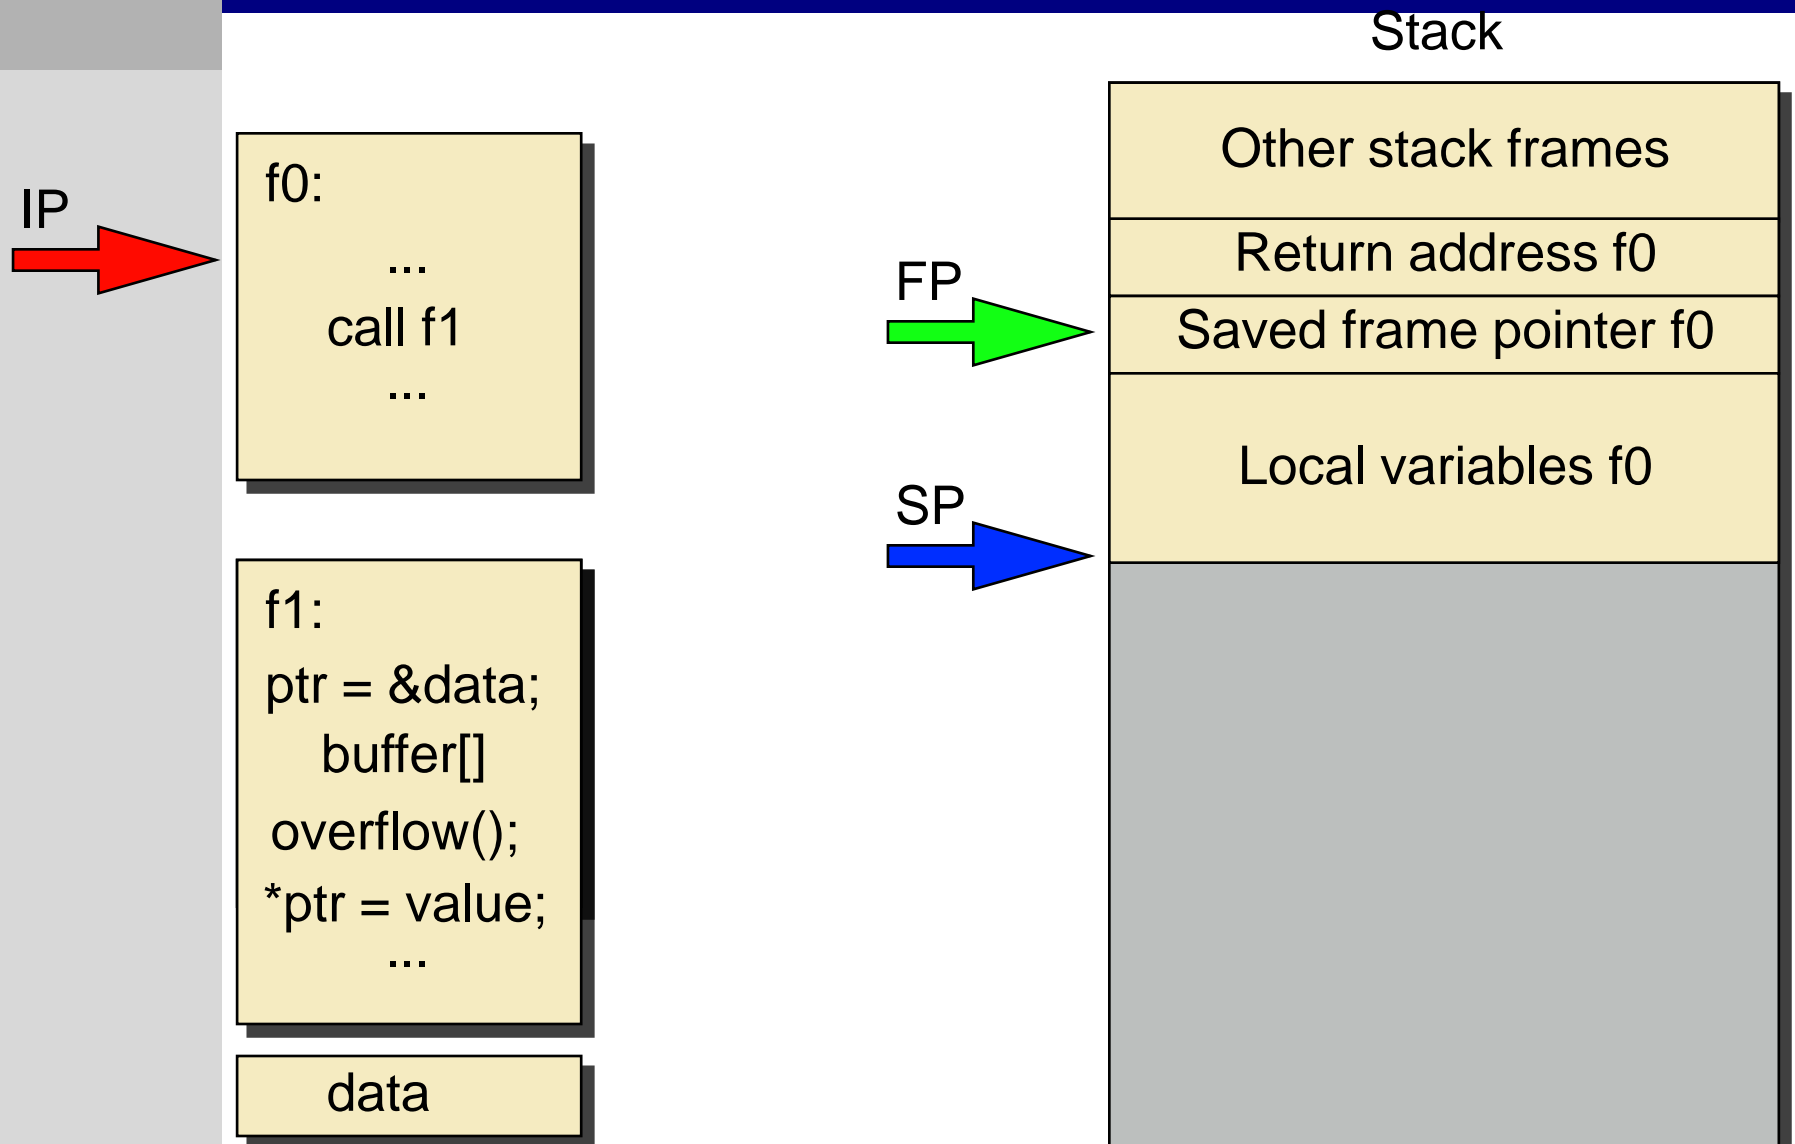 Stack
IP
f0:
...
call f1
...
f1:
ptr = &data;
buffer[]
overflow();
*ptr = value;
...
data
FP
SP
Other stack frames
Return address f0
Saved frame pointer f0
Local variables f0